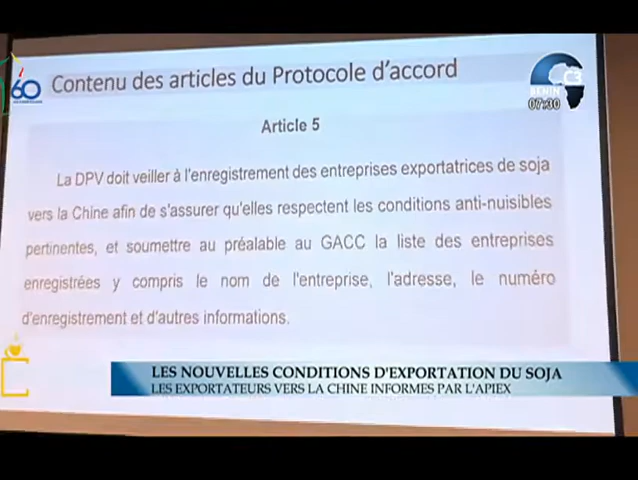 60
Contenu des articles du Protocole d'accord
C3
BENIN
07:30
Article 5
La DPV doit veiller à l'enregistrement des entreprises exportatrices de soja
vers la Chine afin de s'assurer qu'elles respectent les conditions anti-nuisibles
pertinentes, et soumettre au préalable au GACC la liste des entreprises
enregistrées y compris le nom de l'entreprise, l'adresse, le numéro
d'enregistrement et d'autres informations.
LES NOUVELLES CONDITIONS D'EXPORTATION DU SOJA
LES EXPORTATEURS VERS LA CHINE INFORMES PAR L'APIEX